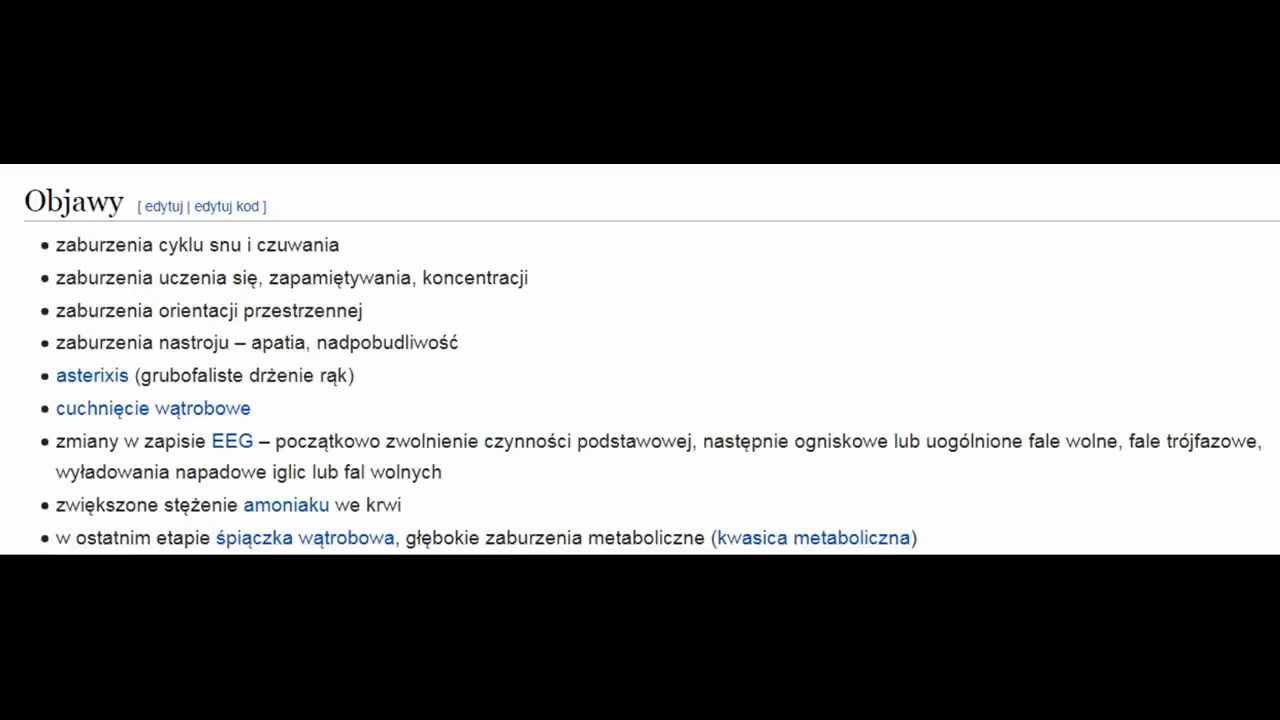 Objawy [ edytuj | edytuj kod ]
• zaburzenia cyklu snu i czuwania
• zaburzenia uczenia się, zapamiętywania, koncentracji
• zaburzenia orientacji przestrzennej
• zaburzenia nastroju – apatia, nadpobudliwość
• asterixis (grubofaliste drżenie rąk)
• cuchnięcie wątrobowe
• zmiany w zapisie EEG – początkowo zwolnienie czynności podstawowej, następnie ogniskowe lub uogólnione fale wolne, fale trójfazowe,
wyładowania napadowe iglic lub fal wolnych
• zwiększone stężenie amoniaku we krwi
• w ostatnim etapie śpiączka wątrobowa, głębokie zaburzenia metaboliczne (kwasica metaboliczna)